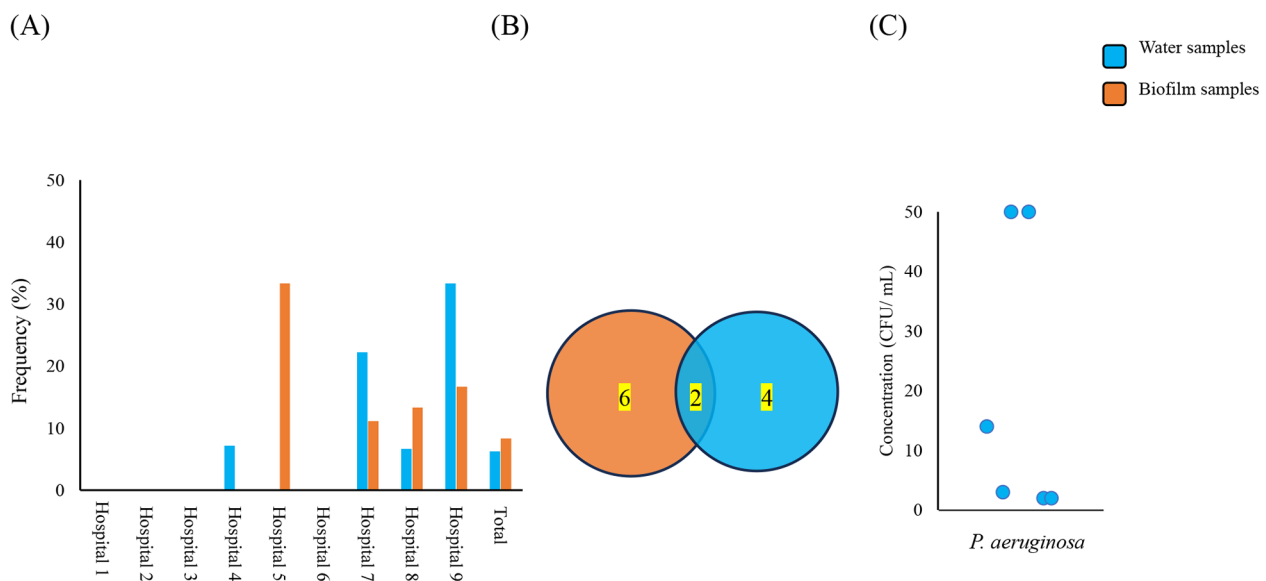 (A)
(B)
(C)
Water samples
Biofilm samples
Frequency (%)
50
40
30
20
10
0
Hospital 1
Hospital 2
Hospital 3
Hospital 4
Hospital 5
Hospital 6
Hospital 7
Hospital 8
Hospital 9
Total
6
2
4
Concentration (CFU/ mL)
50
40
30
20
10
0
P. aeruginosa